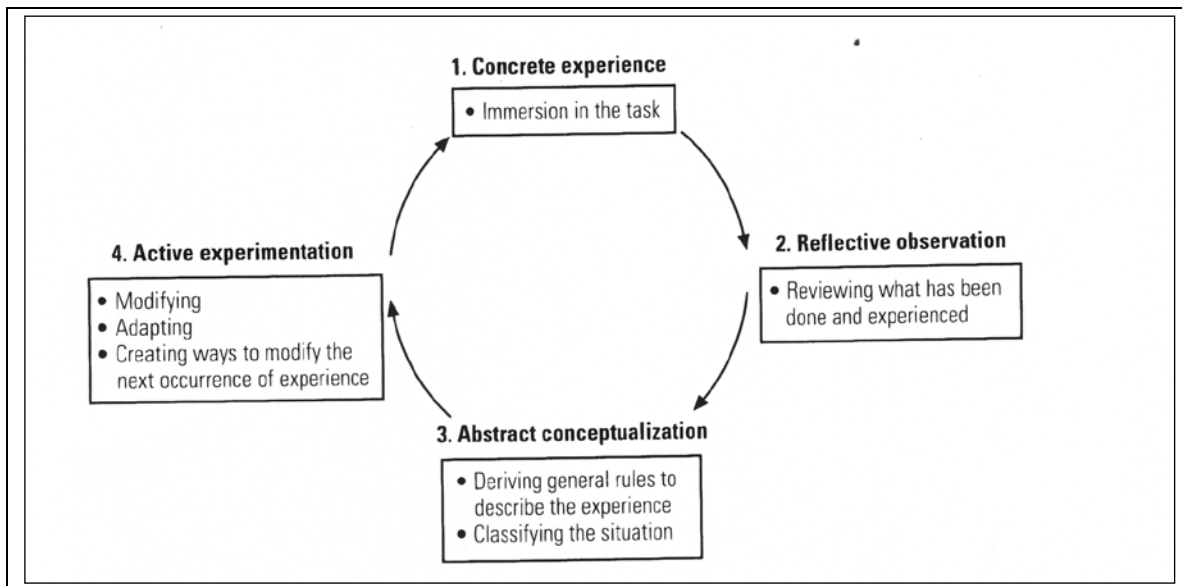 1. Concrete experience
• Immersion in the task
2. Reflective observation
• Reviewing what has been
done and experienced
3. Abstract conceptualization
• Deriving general rules to
describe the experience
• Classifying the situation
4. Active experimentation
• Modifying
• Adapting
• Creating ways to modify the
next occurrence of experience